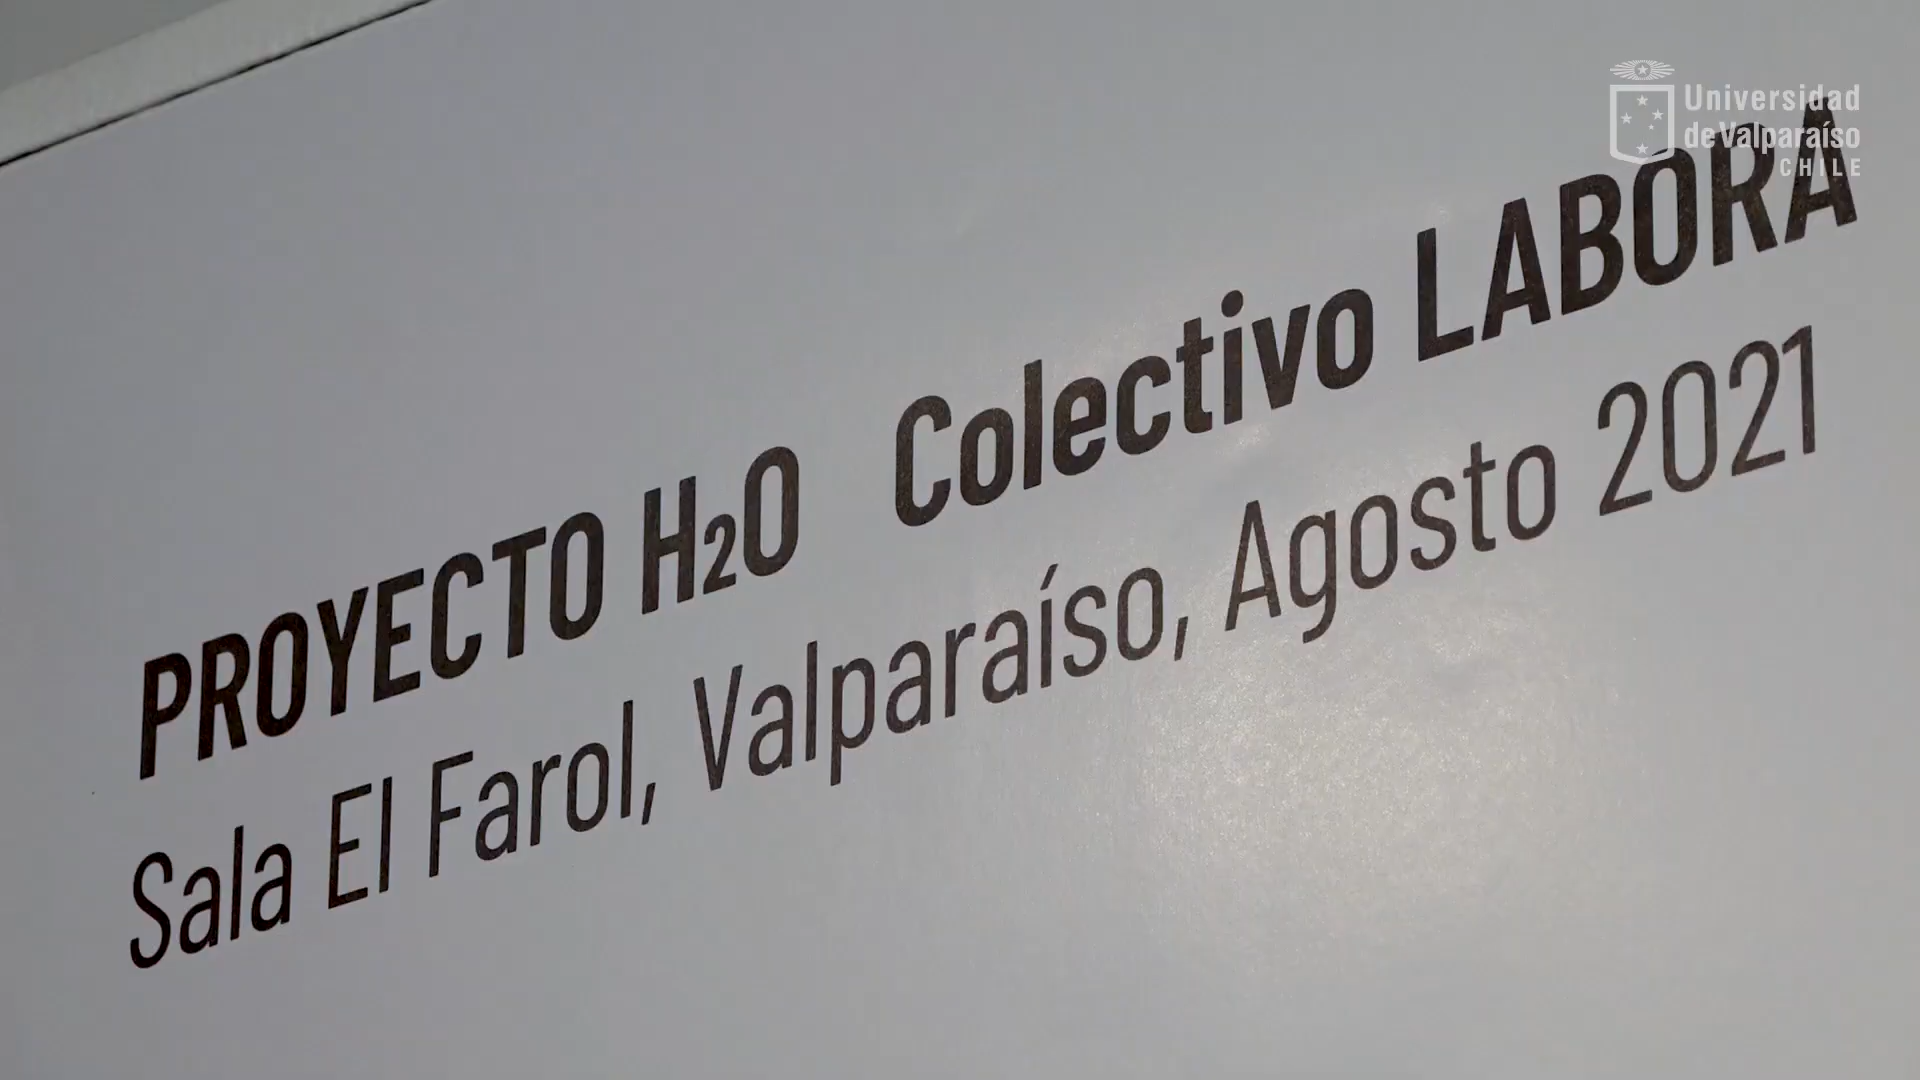 Universidad
de Valparaíso
CHILE
PROYECTO H₂O Colectivo LABORA
Sala El Farol, Valparaíso, Agosto 2021